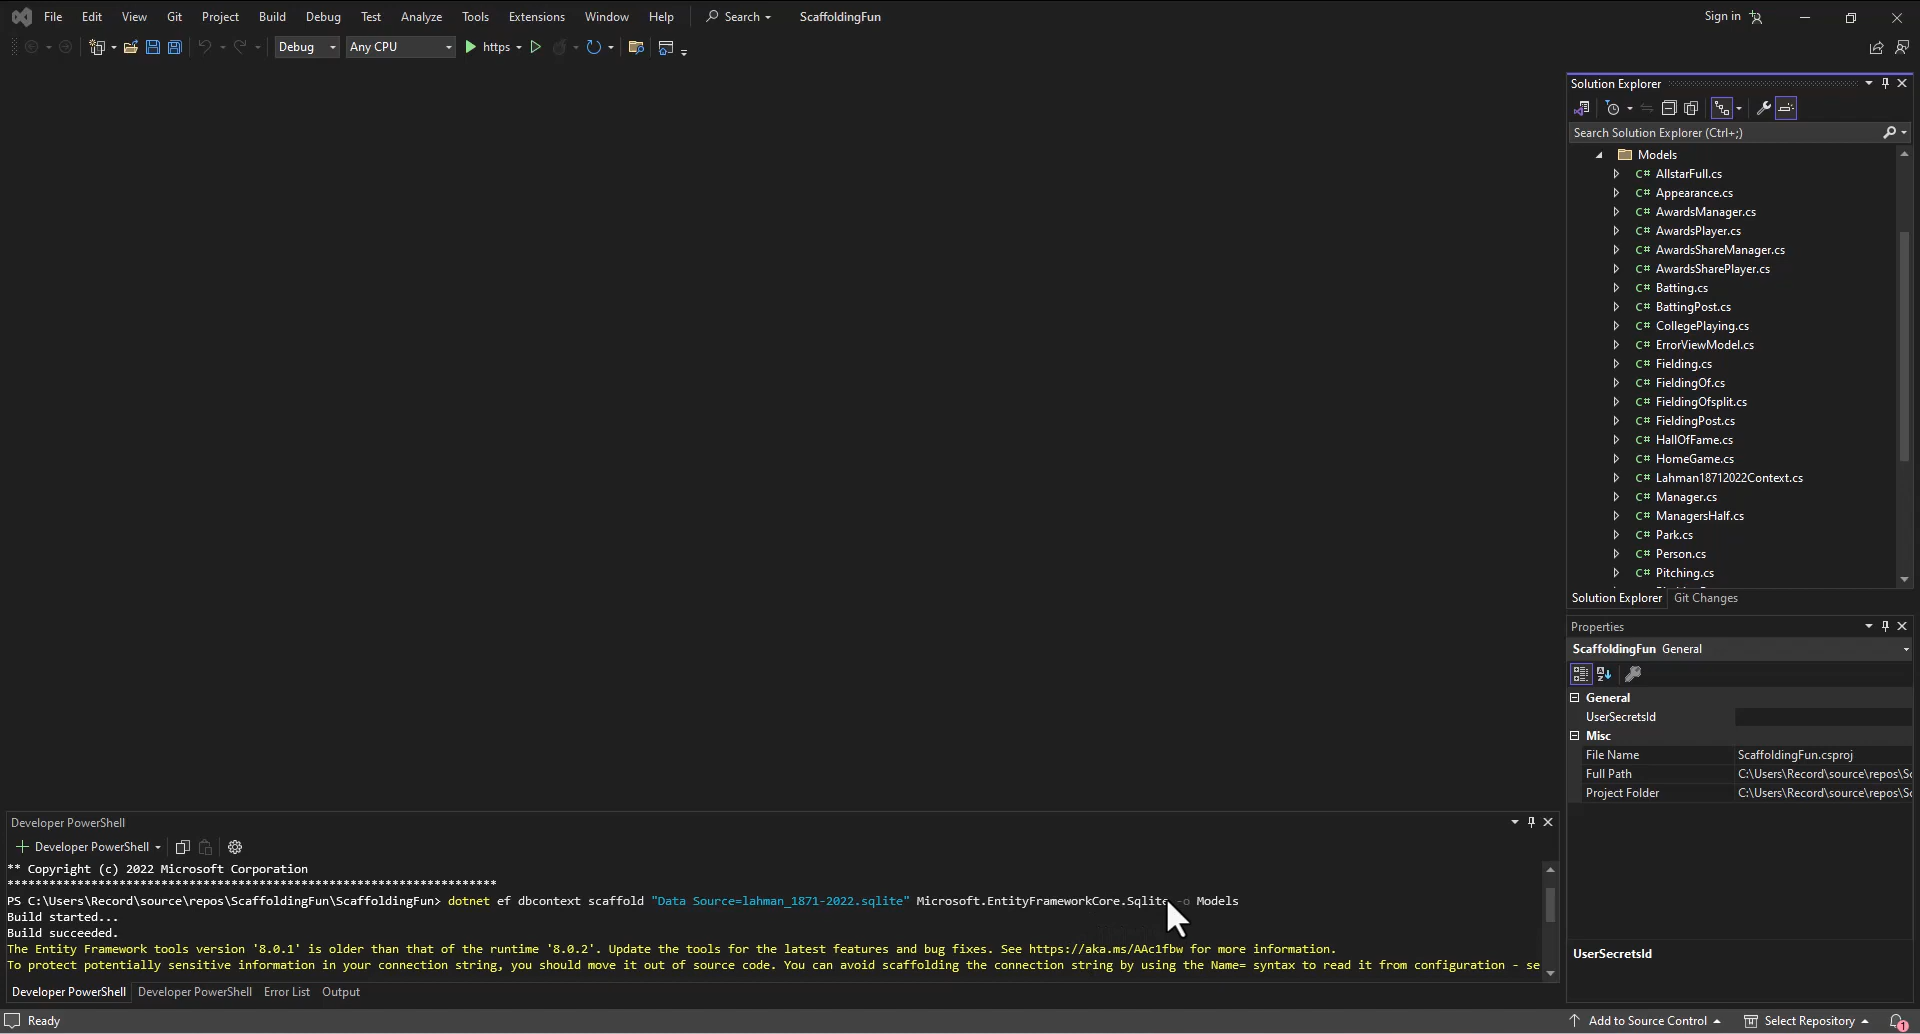 File Edit View Git Project Build Debug Test Analyze Tools Extensions Window Help Search ScaffoldingFun Sign in
Debug Any CPU https
Solution Explorer
Search Solution Explorer (Ctrl+;)
Models
C# AllstarFull.cs
C# Appearance.cs
C# AwardsManager.cs
C# AwardsPlayer.cs
C# AwardsShareManager.cs
C# AwardsSharePlayer.cs
C# Batting.cs
C# BattingPost.cs
C# CollegePlaying.cs
C# ErrorViewModel.cs
C# Fielding.cs
C# FieldingOf.cs
C# FieldingOfsplit.cs
C# FieldingPost.cs
C# HallOfFame.cs
C# HomeGame.cs
C# Lahman18712022Context.cs
C# Manager.cs
C# ManagersHalf.cs
C# Park.cs
C# Person.cs
C# Pitching.cs
Solution Explorer Git Changes
Properties
ScaffoldingFun General
General
UserSecretsId
Misc
File Name ScaffoldingFun.csproj
Full Path C:\Users\Record\source\repos\Sc
Project Folder C:\Users\Record\source\repos\Sc
UserSecretsId
Developer PowerShell
Developer PowerShell
** Copyright (c) 2022 Microsoft Corporation
**********************************************************************
PS C:\Users\Record\source\repos\ScaffoldingFun\ScaffoldingFun> dotnet ef dbcontext scaffold "Data Source=lahman_1871-2022.sqlite" Microsoft.EntityFrameworkCore.Sqlite -o Models
Build started...
Build succeeded.
The Entity Framework tools version '8.0.1' is older than that of the runtime '8.0.2'. Update the tools for the latest features and bug fixes. See https://aka.ms/AAc1fbw for more information.
To protect potentially sensitive information in your connection string, you should move it out of source code. You can avoid scaffolding the connection string by using the Name= syntax to read it from configuration - se
Developer PowerShell Developer PowerShell Error List Output
Ready Add to Source Control Select Repository 1